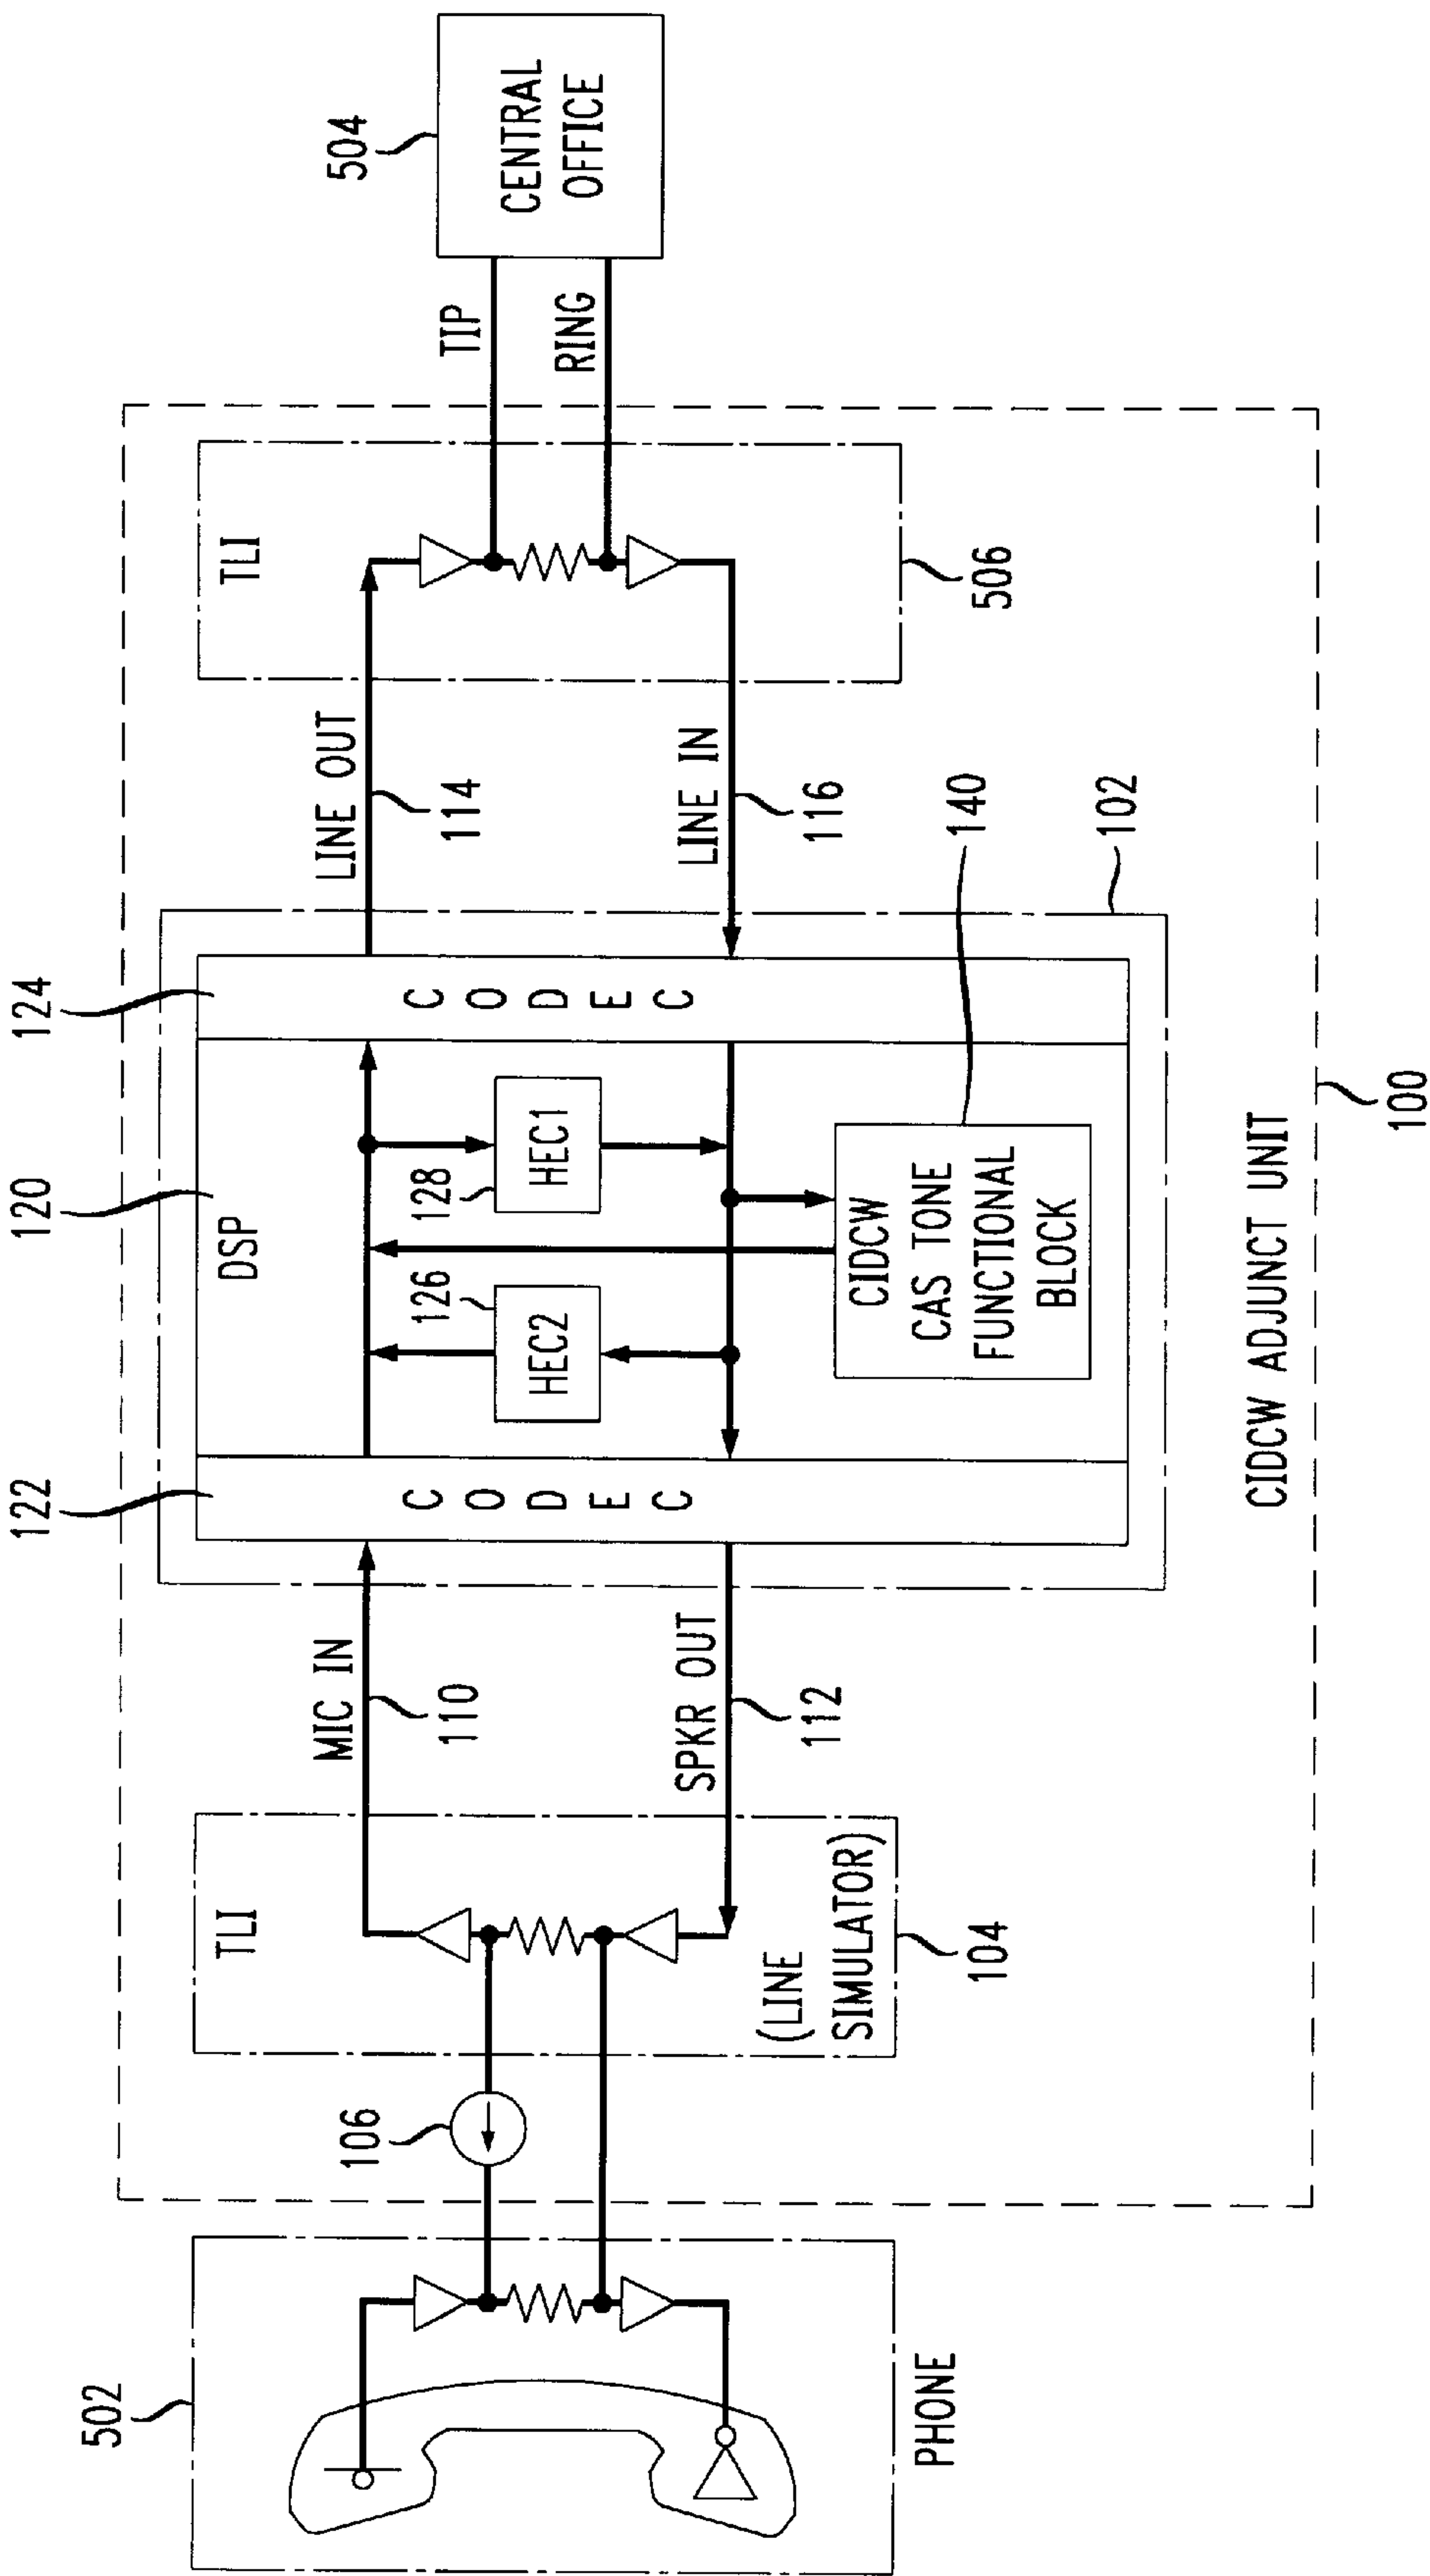 502
PHONE
106
TLI
(LINE
SIMULATOR)
104
MIC IN
110
SPKR OUT
112
122
120
124
CODEC
DSP
126
HEC2
128
HEC1
CIDCW
CAS TONE
FUNCTIONAL
BLOCK
CODEC
140
102
LINE OUT
114
LINE IN
116
TLI
506
TIP
RING
504
CENTRAL
OFFICE
CIDCW ADJUNCT UNIT
100